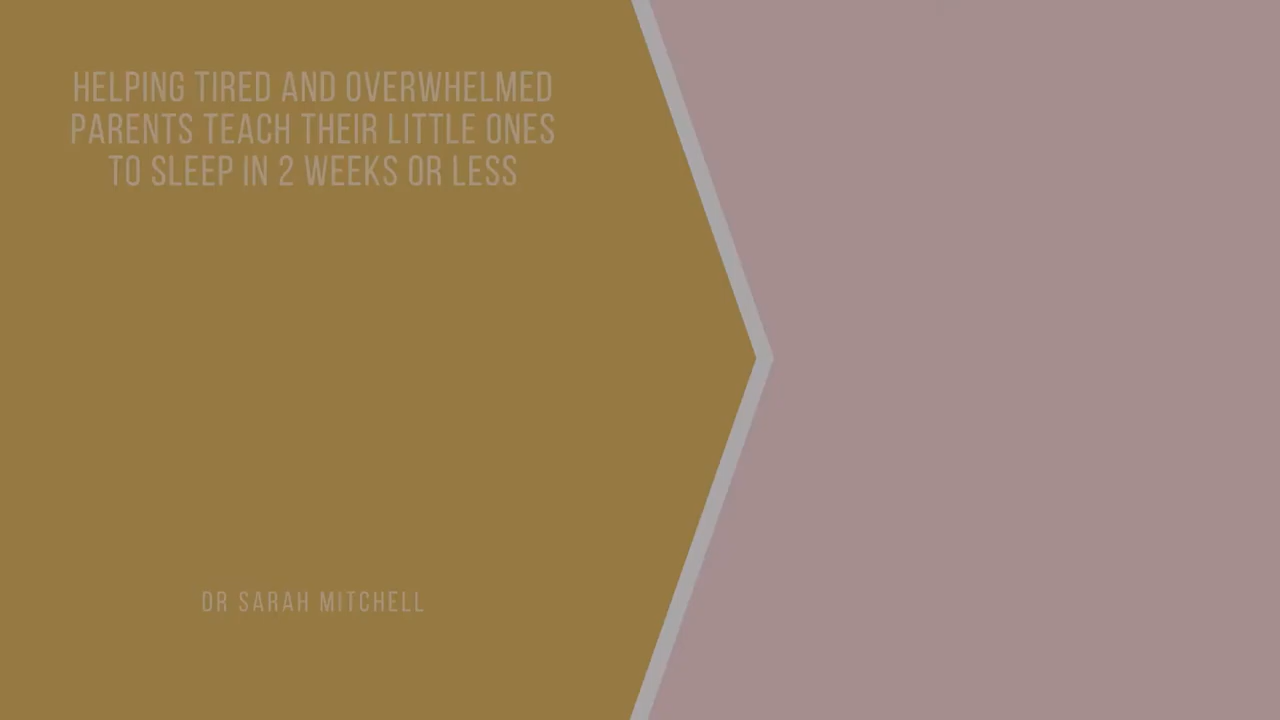 HELPING TIRED AND OVERWHELMED
PARENTS TEACH THEIR LITTLE ONES
TO SLEEP IN 2 WEEKS OR LESS
DR SARAH MITCHELL